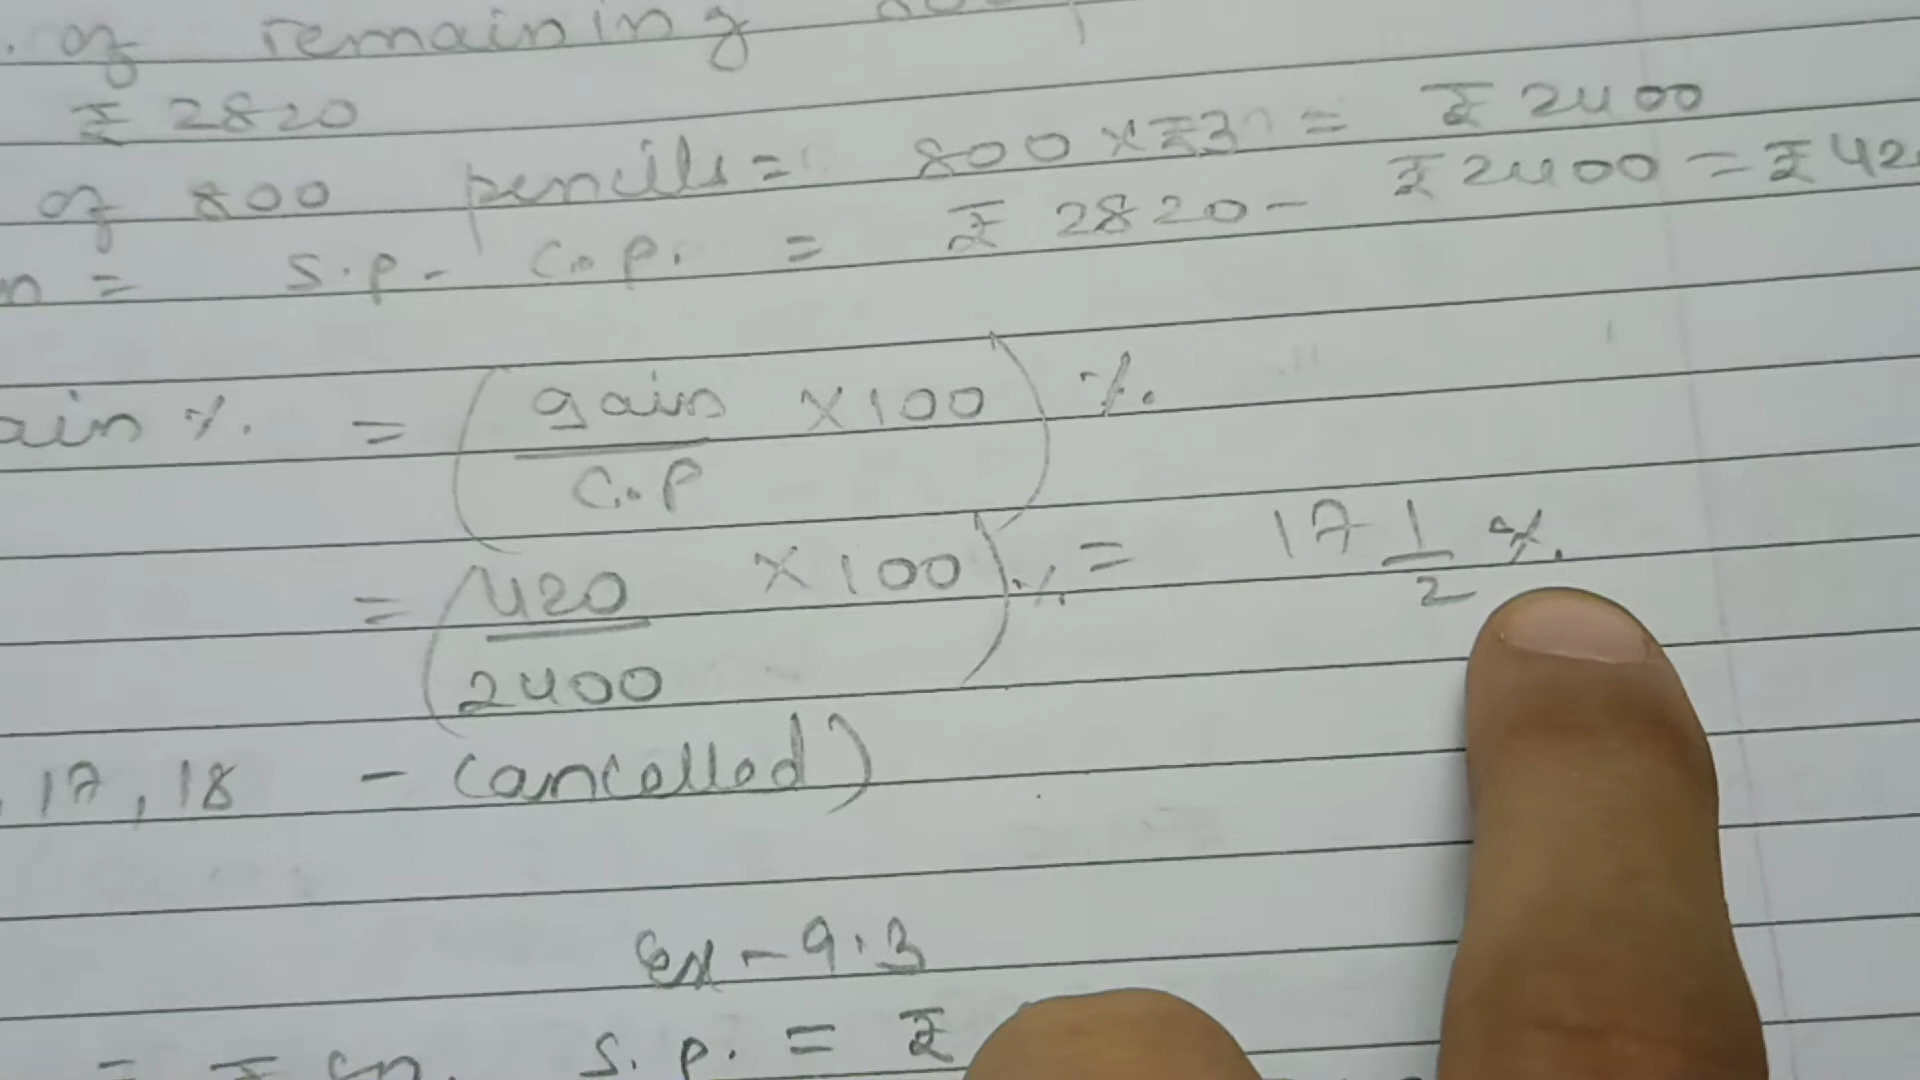 . of remaining
₹ 2820
of 800 pencils = 800 × ₹3 = ₹ 2400
n = S.P. - C.P. = ₹ 2820 - ₹ 2400 = ₹ 42
ain %. = (gain/C.P × 100) %.
= (420/2400 × 100) %. = 17 1/2 %.
, 17, 18 - cancelled)
Ex - 9.3
= ₹ S.P. = ₹